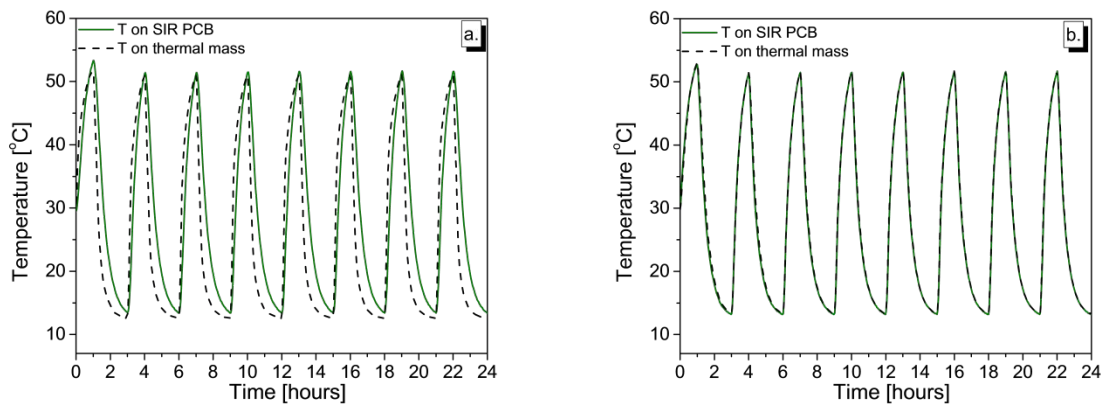 T on SIR PCB
T on thermal mass
a.
60
50
40
30
20
10
Temperature [°C]
0 2 4 6 8 10 12 14 16 18 20 22 24
Time [hours]
T on SIR PCB
T on thermal mass
b.
60
50
40
30
20
10
Temperature [°C]
0 2 4 6 8 10 12 14 16 18 20 22 24
Time [hours]